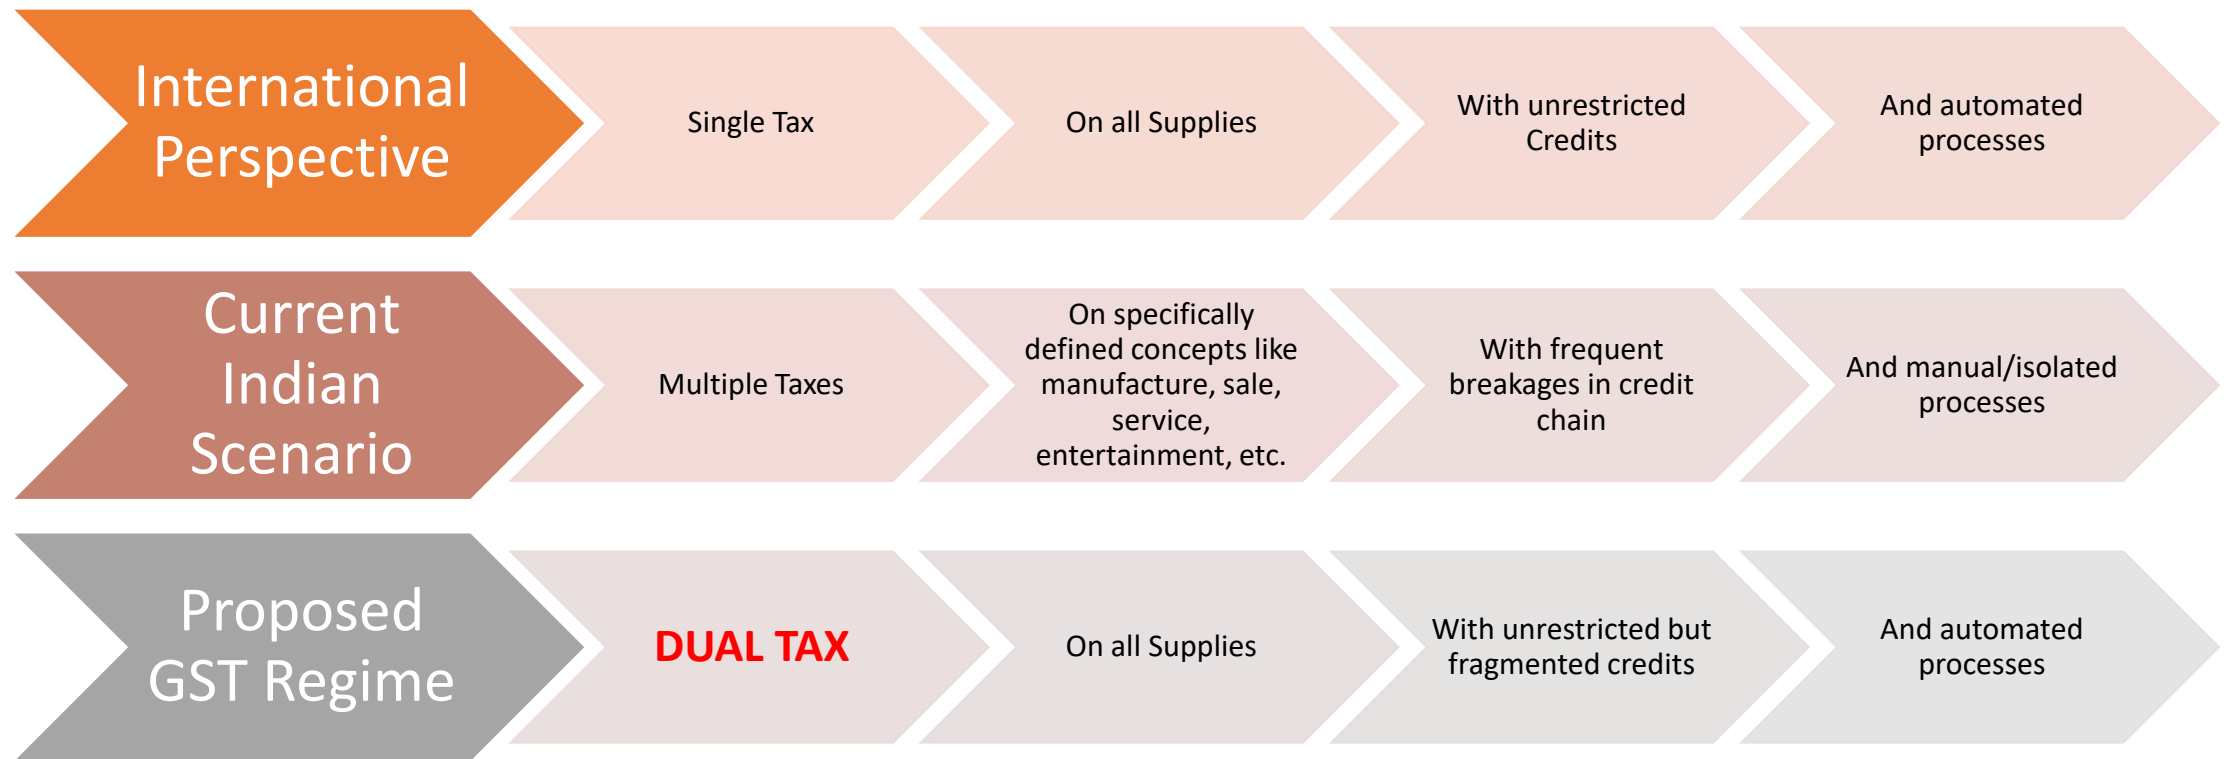 International
Perspective
Single Tax
On all Supplies
With unrestricted
Credits
And automated
processes
Current
Indian
Scenario
Multiple Taxes
On specifically
defined concepts like
manufacture, sale,
service,
entertainment, etc.
With frequent
breakages in credit
chain
And manual/isolated
processes
Proposed
GST Regime
DUAL TAX
On all Supplies
With unrestricted but
fragmented credits
And automated
processes